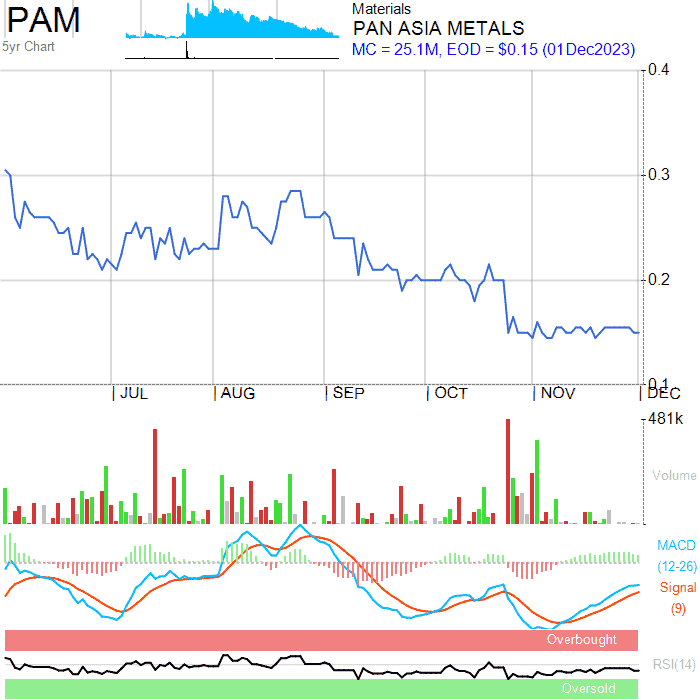 PAM
5yr Chart
Materials
PAN ASIA METALS
MC = 25.1M, EOD = $0.15 (01Dec2023)
0.4
0.3
0.2
0.1
JUL
AUG
SEP
OCT
NOV
DEC
481k
Volume
MACD
(12-26)
Signal
(9)
Overbought
RSI(14)
Oversold